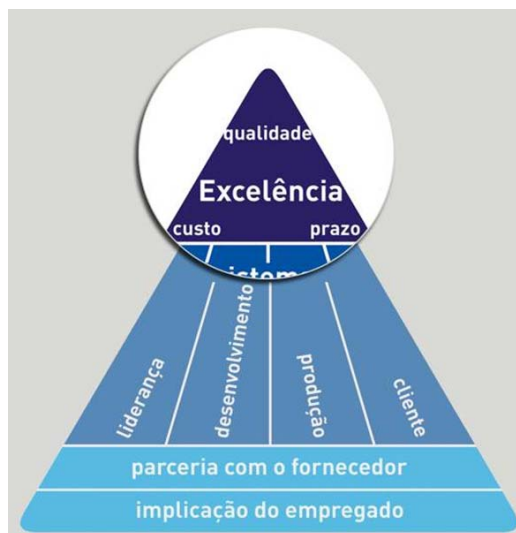 qualidade
Excelência
custo prazo
liderança
desenvolvimento
produção
cliente
parceria com o fornecedor
implicação do empregado